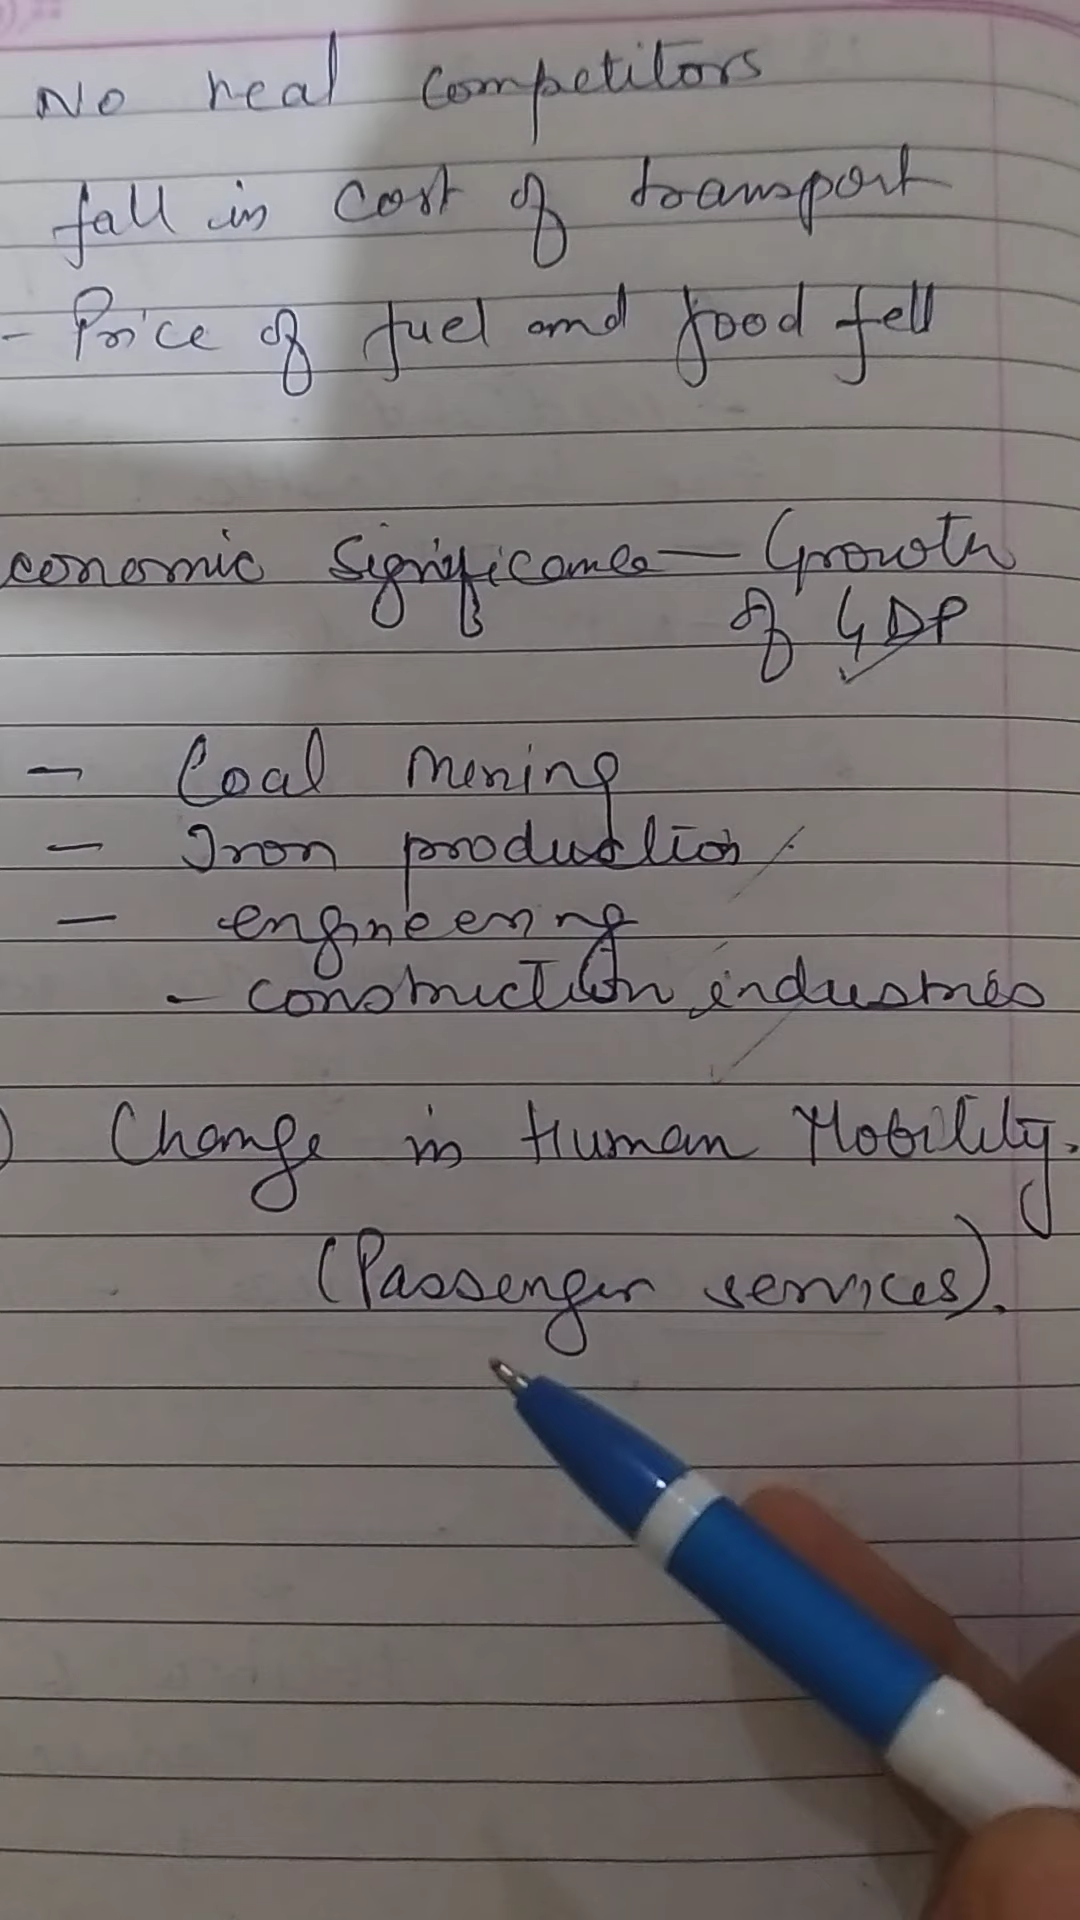 No real competitors
fall in cost of transport
- Price of fuel and food fell
conomic Significance — Growth
of GDP
— Coal mining
— Iron production
— engineering
- construction industries
) Change in Human Mobility.
(Passenger services).